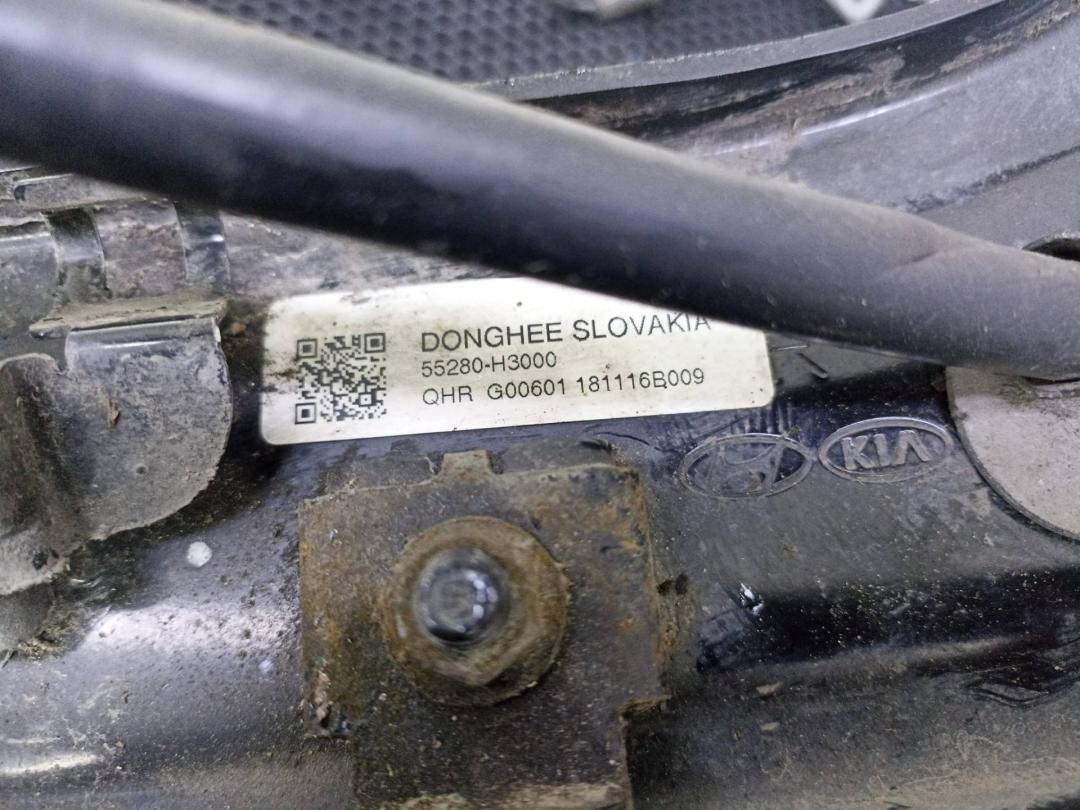 DONGHEE SLOVAKIA
55280-H3000
QHR G00601 181116B009
KIA